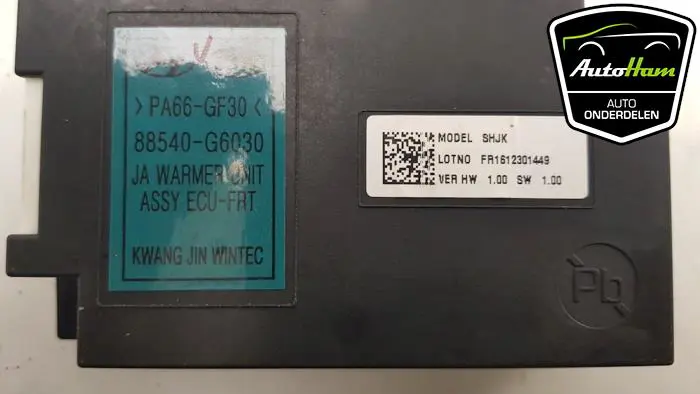 >PA66-GF30<
88540-G6030
JA WARMER UNIT
ASSY ECU-FRT
KWANG JIN WINTEC
MODEL SHJK
LOTNO FR1612301449
VER HW 1.00 SW 1.00
Pb
AutoHam
AUTO
ONDERDELEN